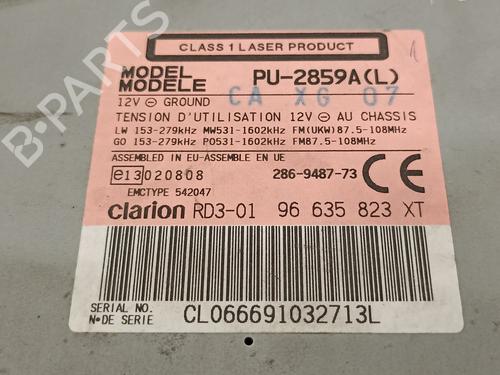 CLASS 1 LASER PRODUCT
MODEL
MODELE
PU-2859A(L)
CA XG 07
12V ⊖ GROUND
TENSION D'UTILISATION 12V ⊖ AU CHASSIS
LW 153-279kHz MW531-1602kHz FM(UKW)87.5-108MHz
GO 153-279kHz PO531-1602kHz FM87.5-108MHz
ASSEMBLED IN EU-ASSEMBLE EN UE
e13 020808
286-9487-73 CE
EMCTYPE 542047
clarion RD3-01 96 635 823 XT
SERIAL NO.
N• DE SERIE
CL066691032713L
B-PARTS